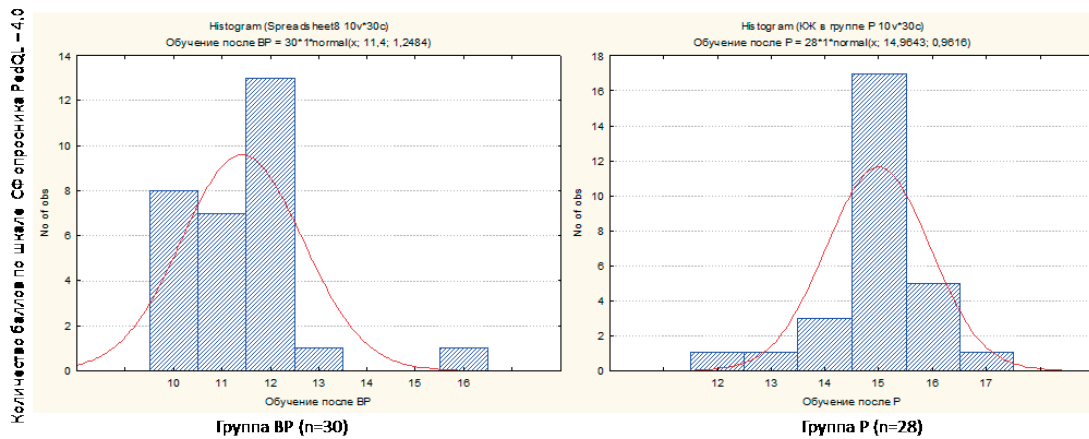 Количество баллов по шкале СФ опросника PedQL – 4.0
Histogram (Spreadsheet8 10v*30c)
Обучение после ВР = 30*1*normal(x; 11,4; 1,2484)
14
12
10
8
6
4
2
0
No of obs
10 11 12 13 14 15 16
Обучение после ВР
Группа ВР (n=30)
Histogram (КЖ в группе Р 10v*30c)
Обучение после Р = 28*1*normal(x; 14,9643; 0,9616)
18
16
14
12
10
8
6
4
2
0
No of obs
12 13 14 15 16 17
Обучение после Р
Группа Р (n=28)